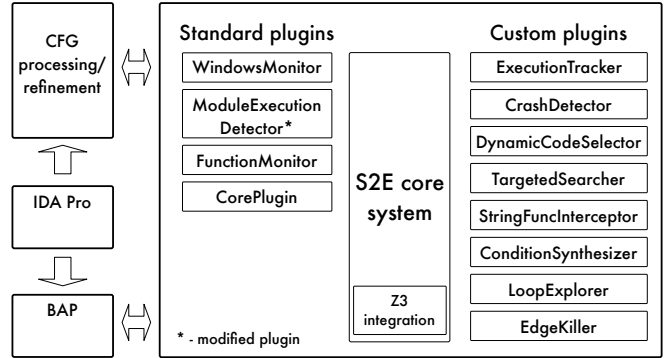 CFG
processing/
refinement
IDA Pro
BAP
Standard plugins
WindowsMonitor
ModuleExecution
Detector*
FunctionMonitor
CorePlugin
* - modified plugin
S2E core
system
Z3
integration
Custom plugins
ExecutionTracker
CrashDetector
DynamicCodeSelector
TargetedSearcher
StringFuncInterceptor
ConditionSynthesizer
LoopExplorer
EdgeKiller